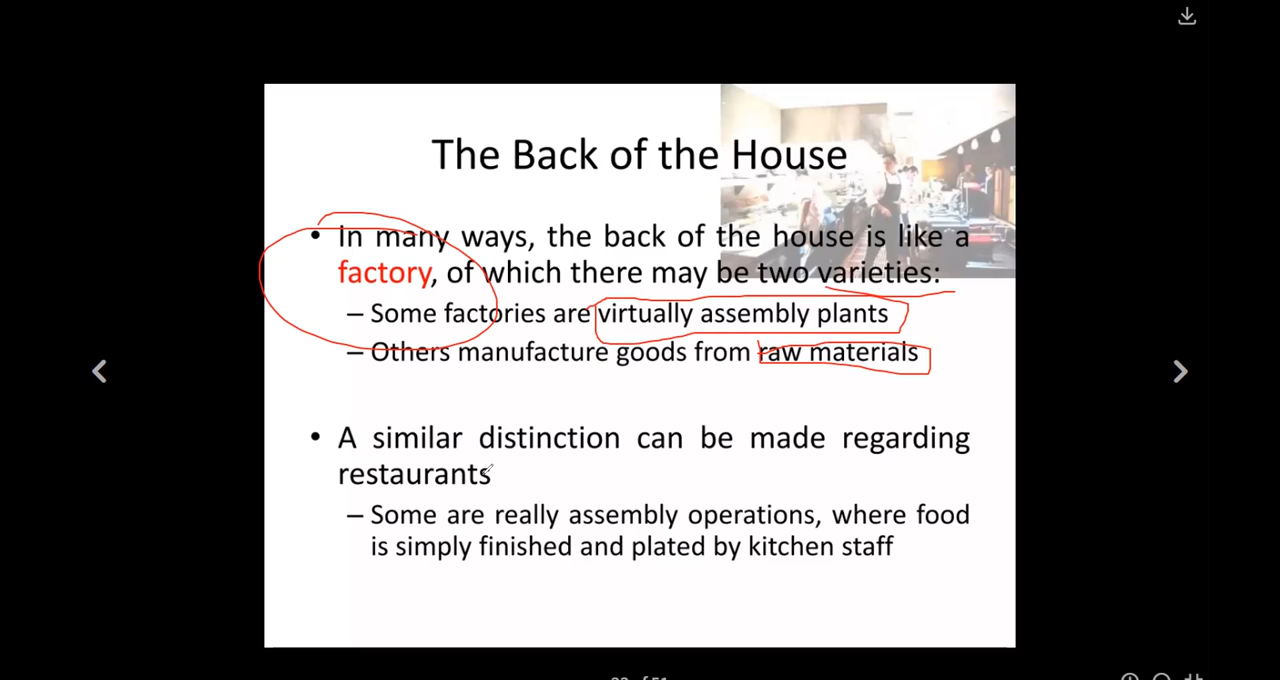 The Back of the House
• In many ways, the back of the house is like a
factory, of which there may be two varieties:
– Some factories are virtually assembly plants
– Others manufacture goods from raw materials
• A similar distinction can be made regarding
restaurants
– Some are really assembly operations, where food
is simply finished and plated by kitchen staff